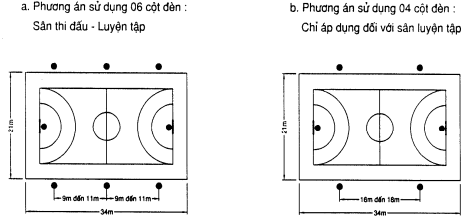 a. Phương án sử dụng 06 cột đèn :
Sân thi đấu - Luyện tập
b. Phương án sử dụng 04 cột đèn :
Chỉ áp dụng đối với sân luyện tập
21m
9m đến 11m
9m đến 11m
34m
21m
16m đến 18m
34m